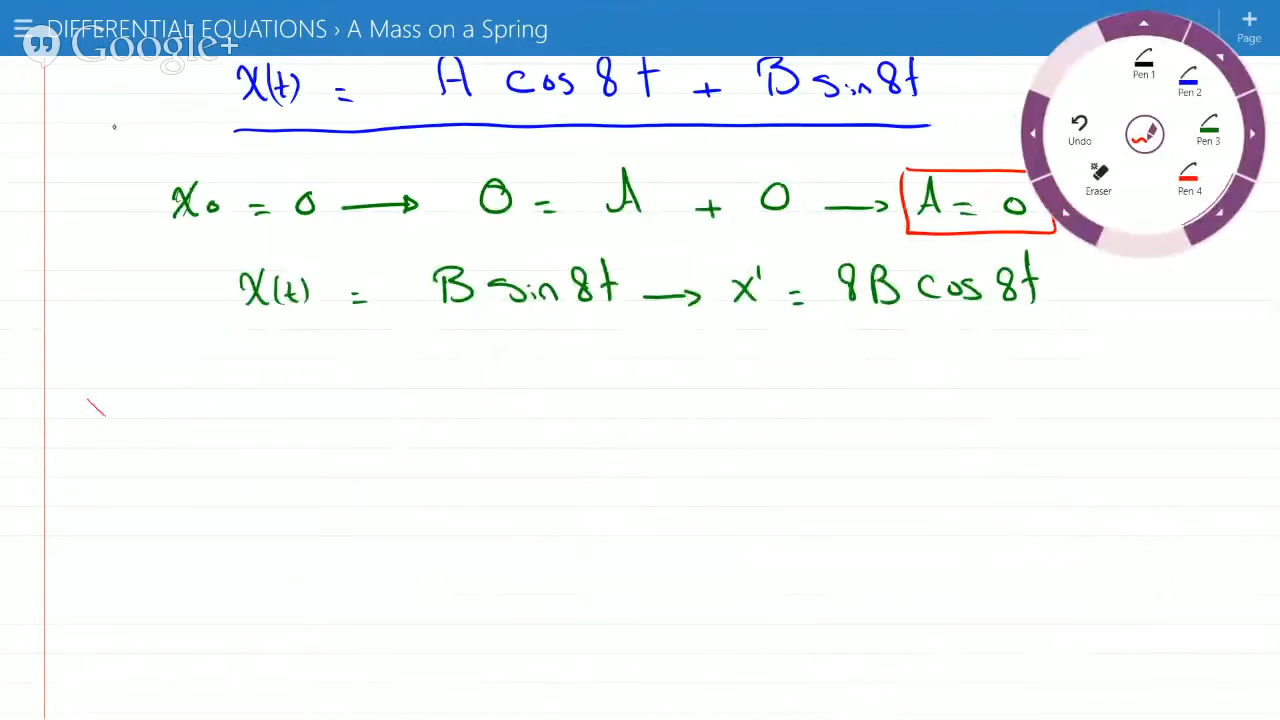 DIFFERENTIAL EQUATIONS › A Mass on a Spring
Google+
Page
Pen 1
Pen 2
Undo
Pen 3
Eraser
Pen 4
x(t) = A cos 8t + B sin 8t
x₀ = 0 → 0 = A + 0 → A = 0
x(t) = B sin 8t → x' = 8B cos 8t